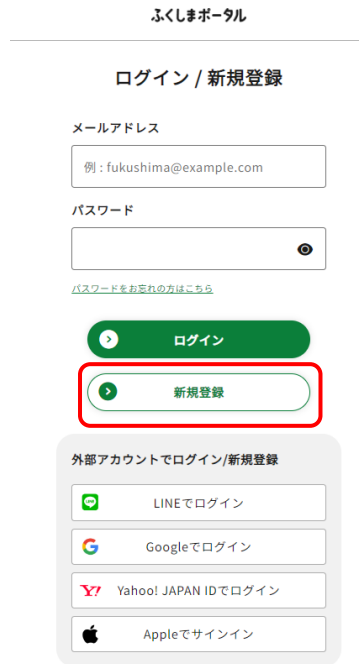 ふくしまポータル
ログイン / 新規登録
メールアドレス
例 : fukushima@example.com
パスワード
パスワードをお忘れの方はこちら
ログイン
新規登録
外部アカウントでログイン/新規登録
LINEでログイン
Googleでログイン
Yahoo! JAPAN IDでログイン
Appleでサインイン